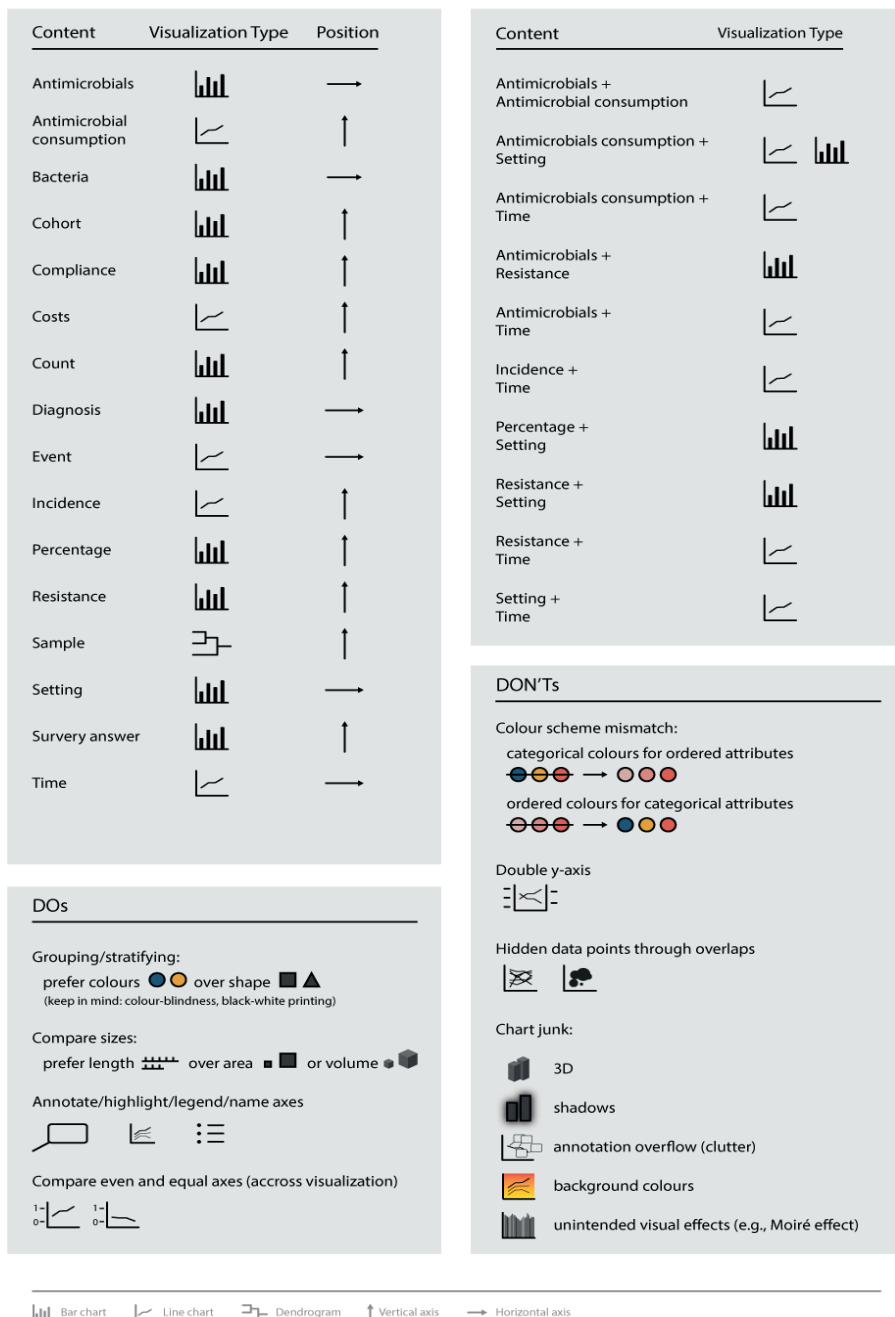 Content Visualization Type Position
Antimicrobials
Antimicrobial
consumption
Bacteria
Cohort
Compliance
Costs
Count
Diagnosis
Event
Incidence
Percentage
Resistance
Sample
Setting
Survery answer
Time
Content Visualization Type
Antimicrobials +
Antimicrobial consumption
Antimicrobials consumption +
Setting
Antimicrobials consumption +
Time
Antimicrobials +
Resistance
Antimicrobials +
Time
Incidence +
Time
Percentage +
Setting
Resistance +
Setting
Resistance +
Time
Setting +
Time
DOs
Grouping/stratifying:
prefer colours over shape
(keep in mind: colour-blindness, black-white printing)
Compare sizes:
prefer length over area or volume
Annotate/highlight/legend/name axes
Compare even and equal axes (accross visualization)
1 1
0 0
DON'Ts
Colour scheme mismatch:
categorical colours for ordered attributes
ordered colours for categorical attributes
Double y-axis
Hidden data points through overlaps
Chart junk:
3D
shadows
annotation overflow (clutter)
background colours
unintended visual effects (e.g., Moiré effect)
Bar chart Line chart Dendrogram Vertical axis Horizontal axis